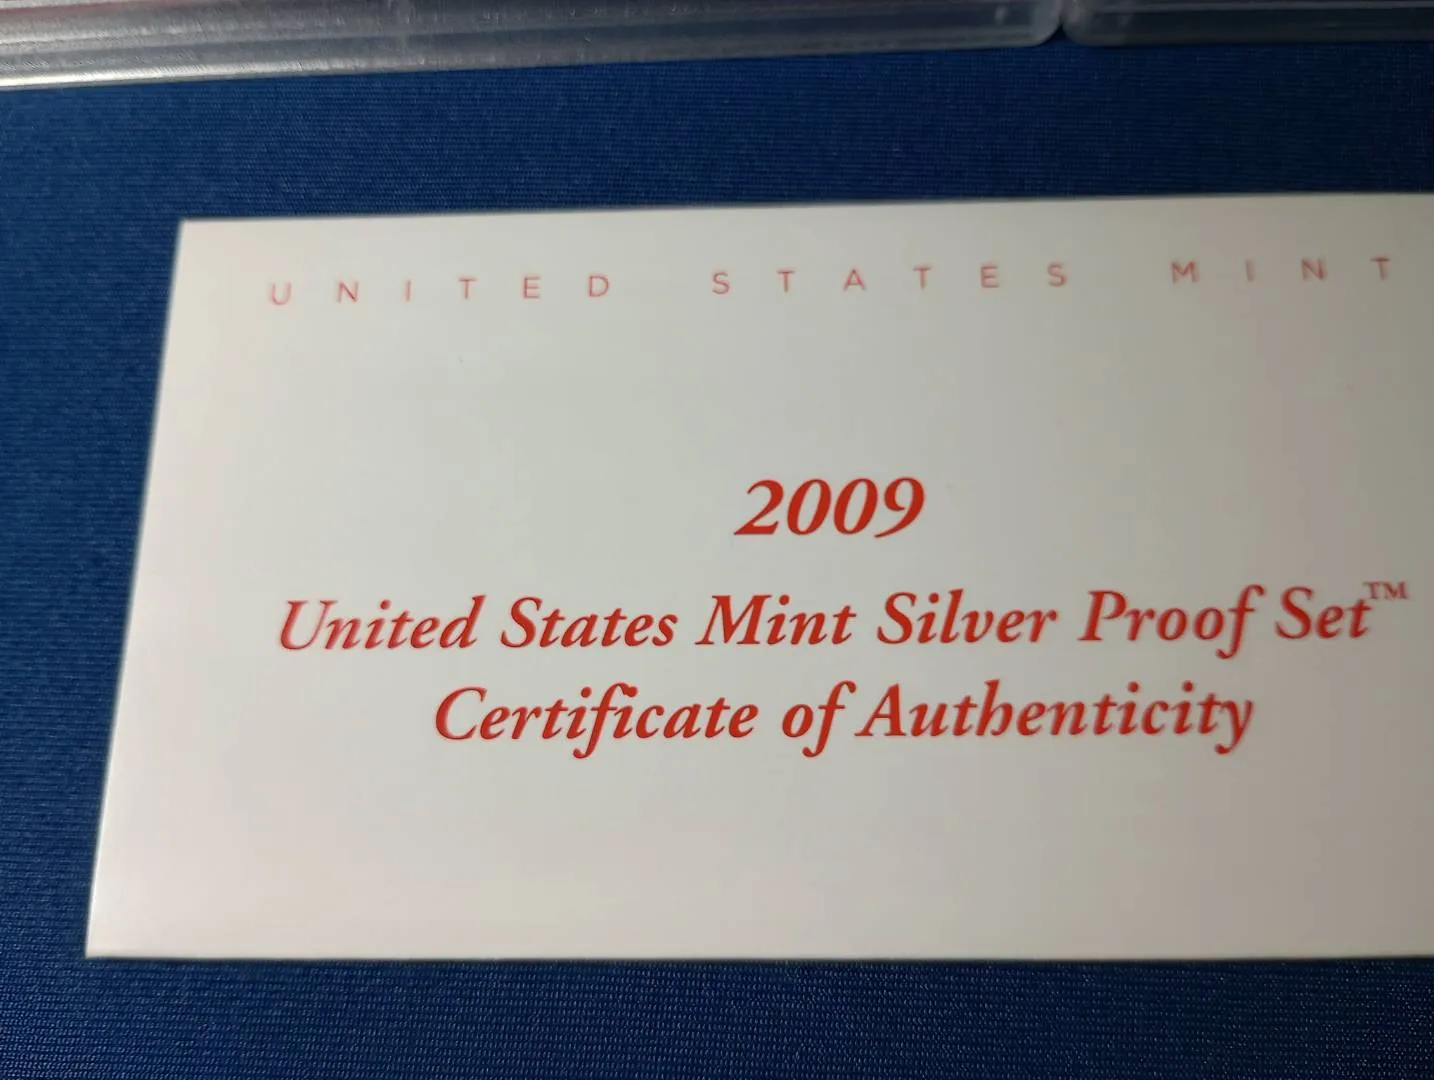 UNITED STATES MINT
2009
United States Mint Silver Proof Set™
Certificate of Authenticity